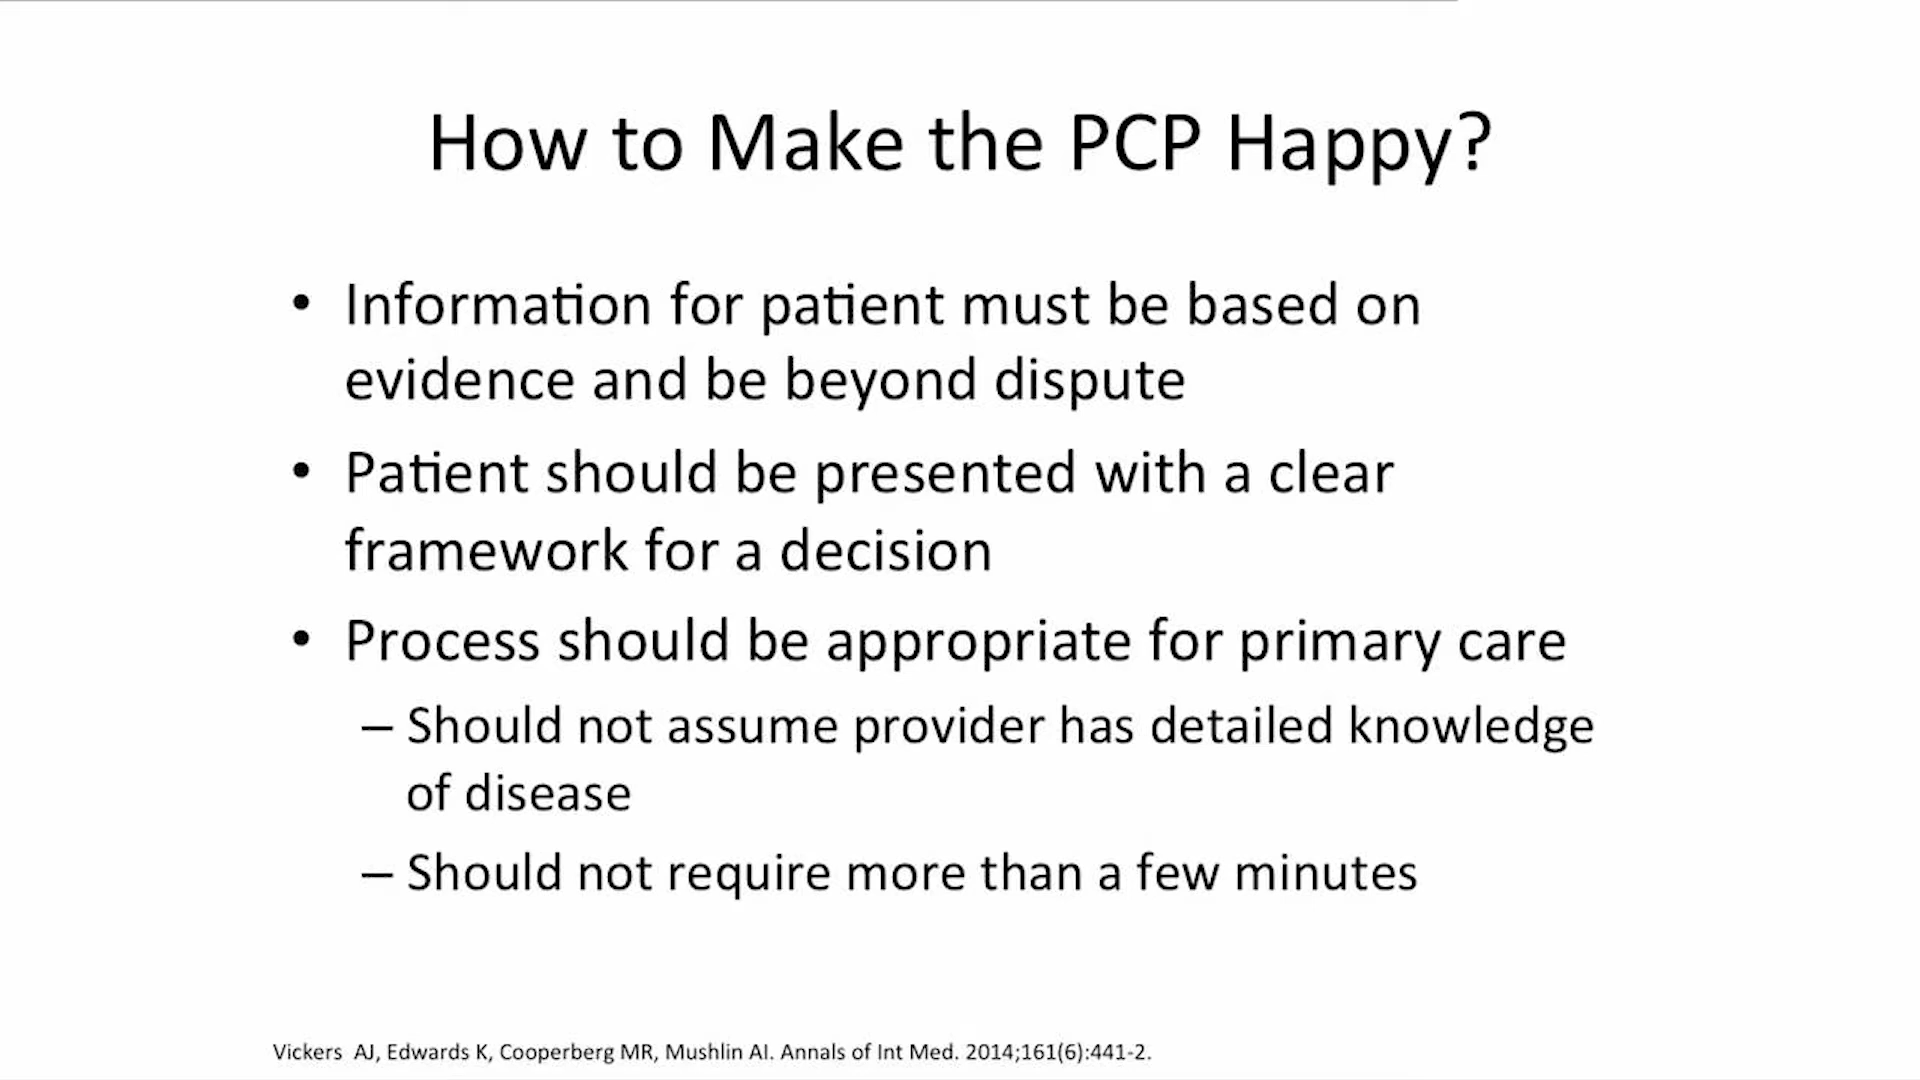 How to Make the PCP Happy?
• Information for patient must be based on
evidence and be beyond dispute
• Patient should be presented with a clear
framework for a decision
• Process should be appropriate for primary care
– Should not assume provider has detailed knowledge
of disease
– Should not require more than a few minutes
Vickers AJ, Edwards K, Cooperberg MR, Mushlin AI. Annals of Int Med. 2014;161(6):441-2.